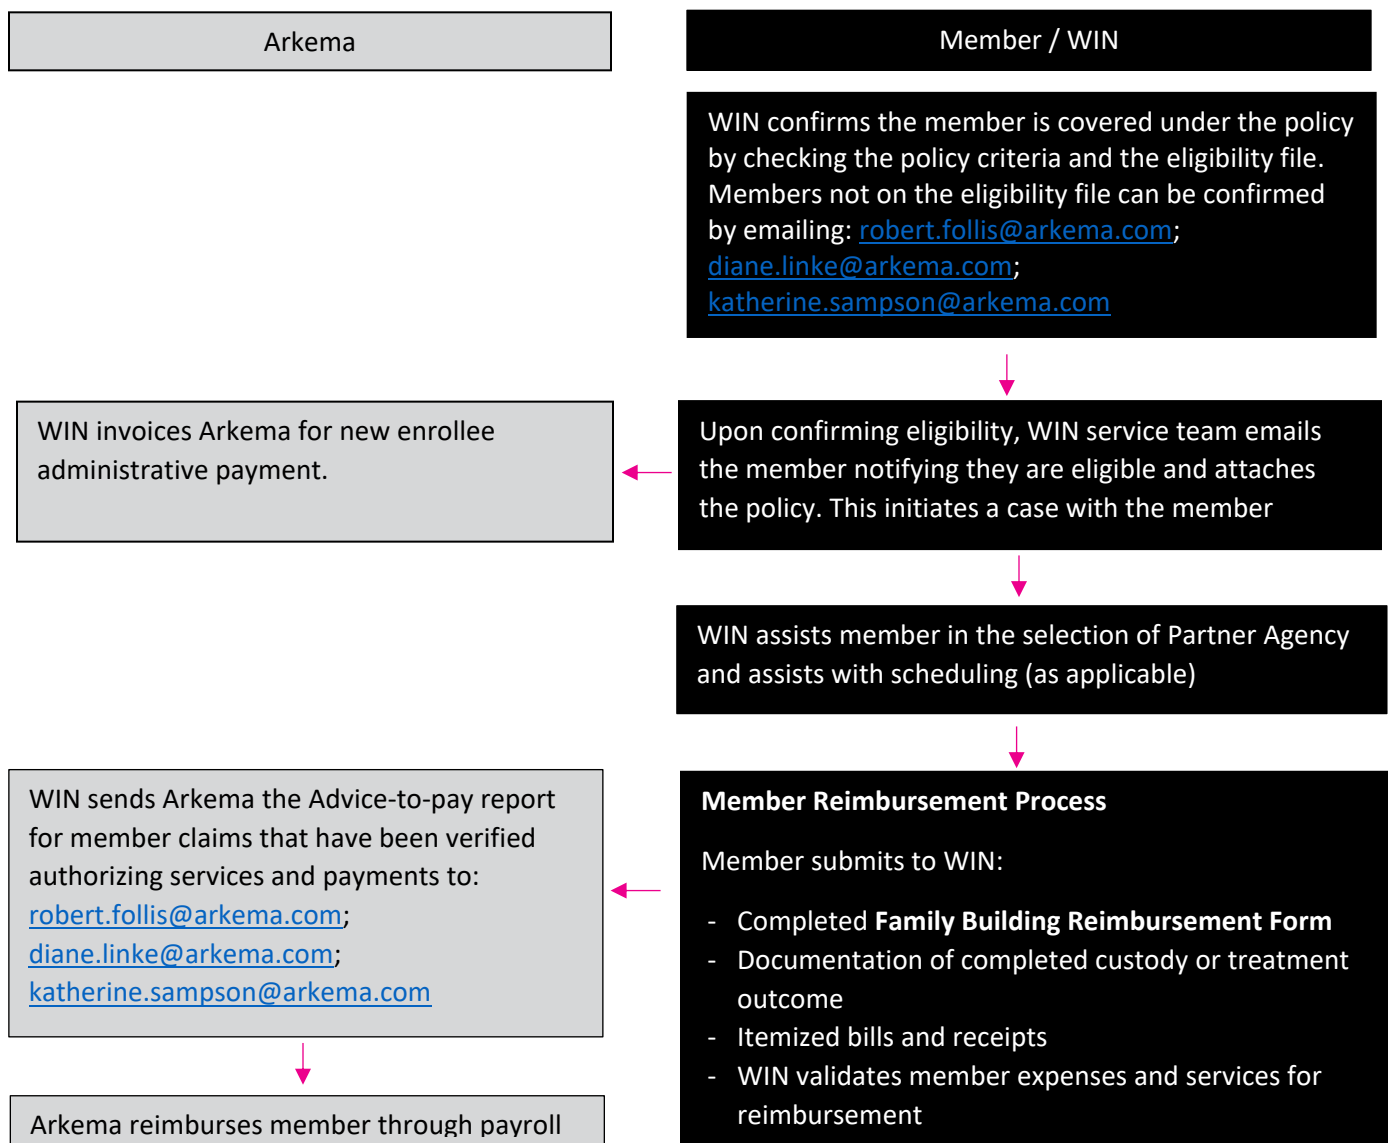 Arkema
Member / WIN
WIN confirms the member is covered under the policy
by checking the policy criteria and the eligibility file.
Members not on the eligibility file can be confirmed
by emailing: robert.follis@arkema.com;
diane.linke@arkema.com;
katherine.sampson@arkema.com
WIN invoices Arkema for new enrollee
administrative payment.
Upon confirming eligibility, WIN service team emails
the member notifying they are eligible and attaches
the policy. This initiates a case with the member
WIN assists member in the selection of Partner Agency
and assists with scheduling (as applicable)
WIN sends Arkema the Advice-to-pay report
for member claims that have been verified
authorizing services and payments to:
robert.follis@arkema.com;
diane.linke@arkema.com;
katherine.sampson@arkema.com
Member Reimbursement Process
Member submits to WIN:
- Completed Family Building Reimbursement Form
- Documentation of completed custody or treatment
outcome
- Itemized bills and receipts
- WIN validates member expenses and services for
reimbursement
Arkema reimburses member through payroll